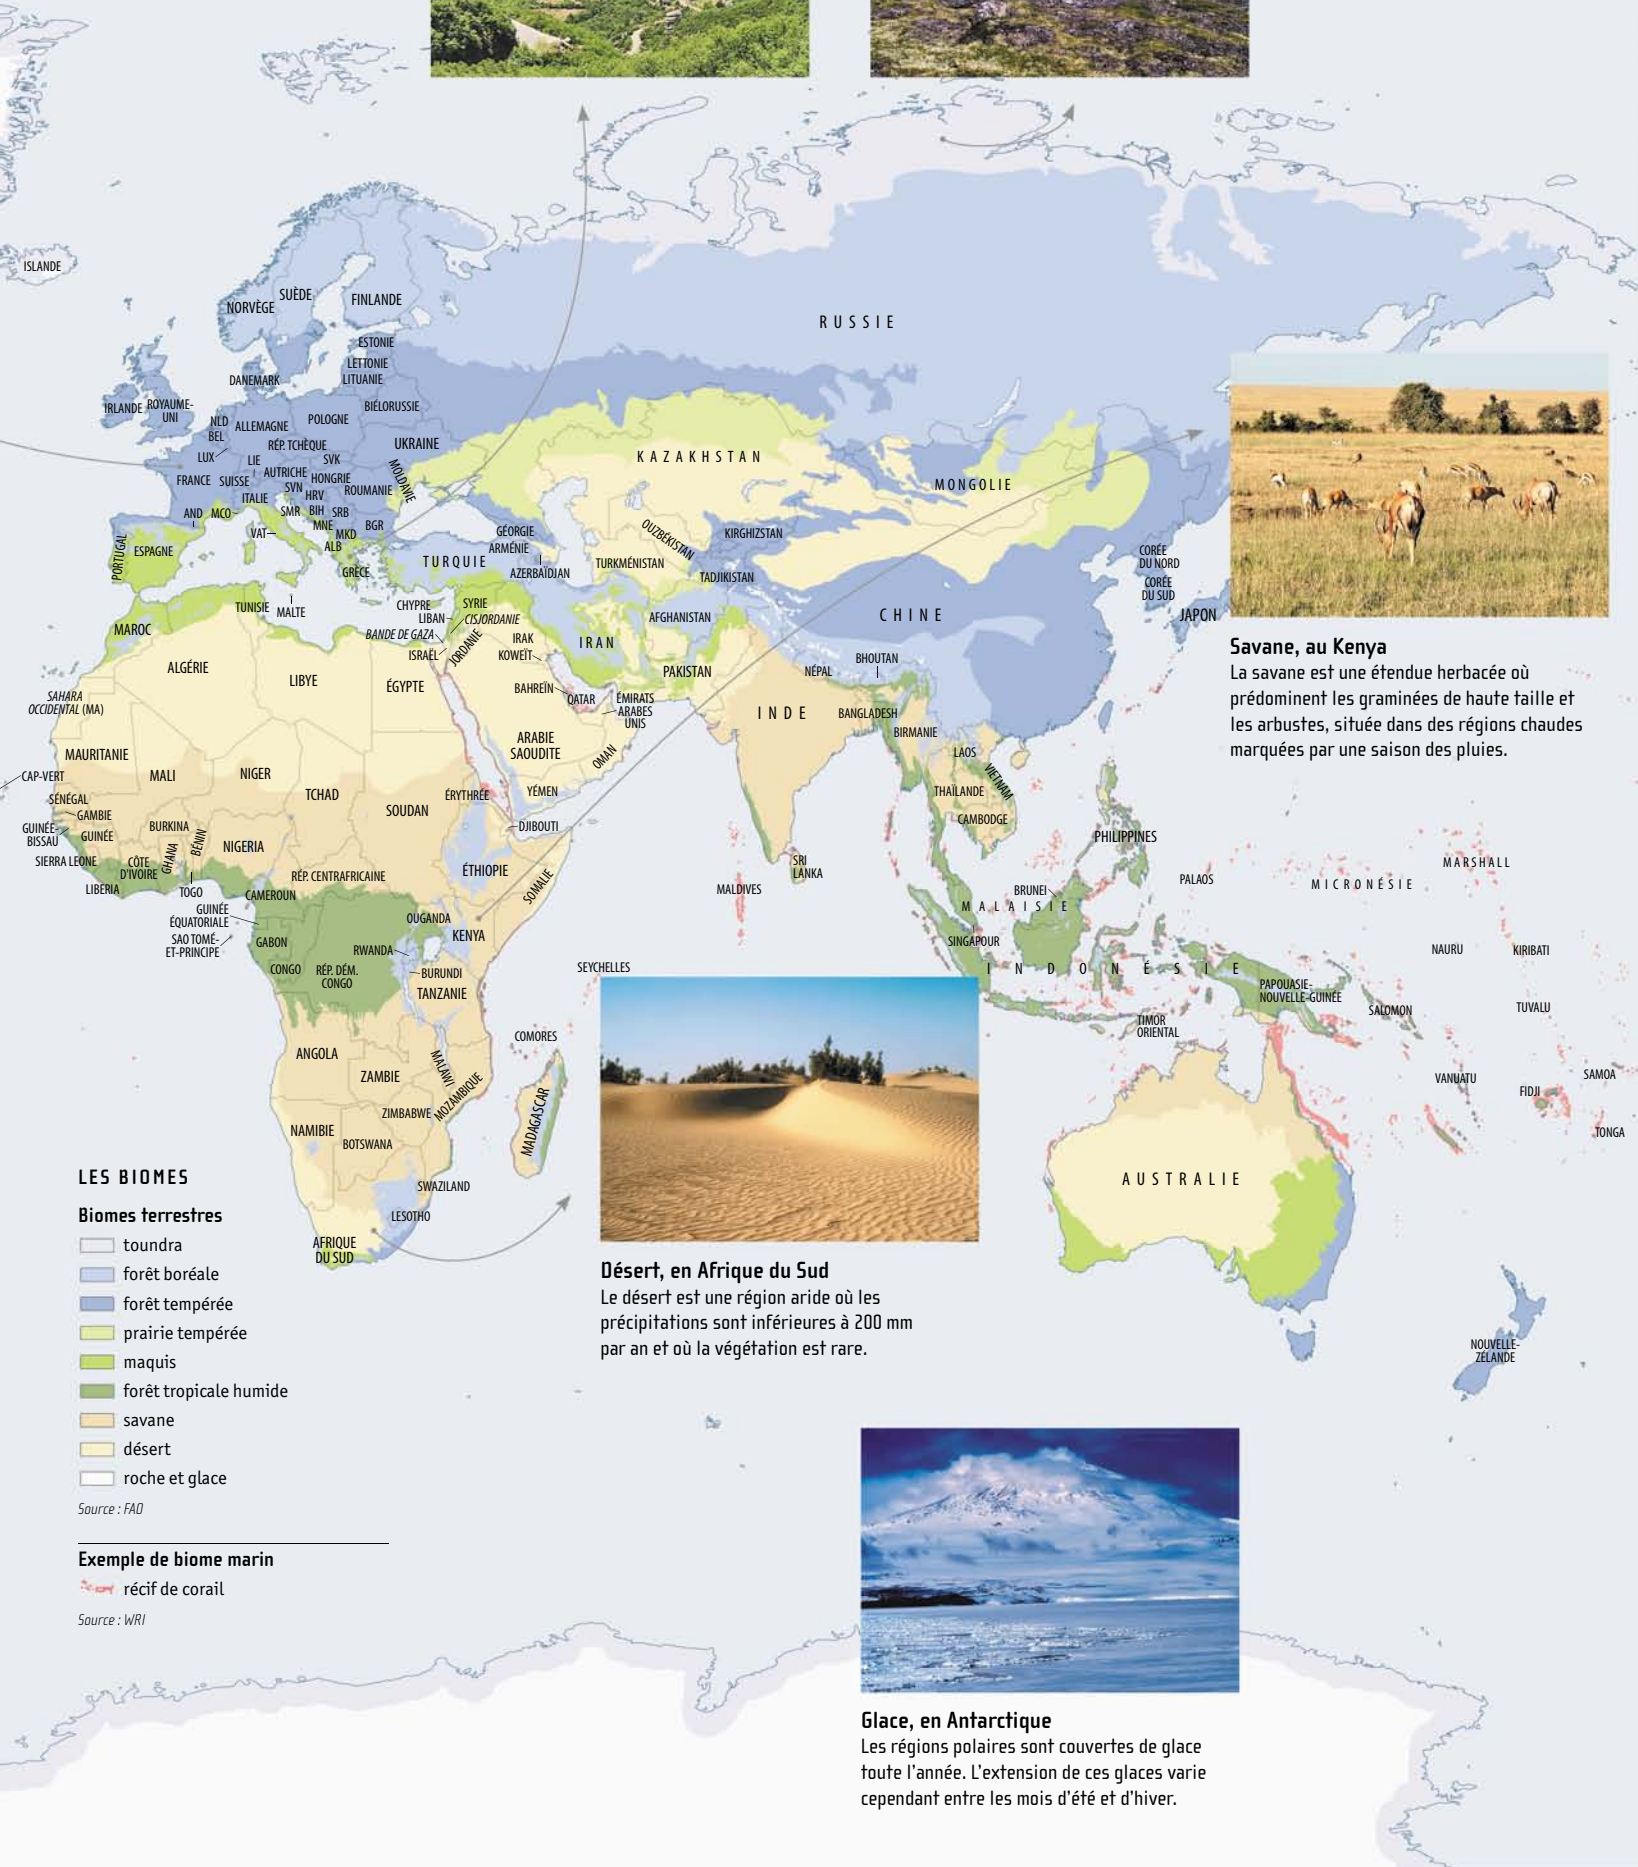 ISLANDE
NORVÈGE
SUÈDE
FINLANDE
RUSSIE
ESTONIE
LETTONIE
LITUANIE
DANEMARK
IRLANDE
ROYAUME-
UNI
BIÉLORUSSIE
NLD
BEL
ALLEMAGNE
POLOGNE
LUX
RÉP. TCHÈQUE
UKRAINE
LIE
SVK
FRANCE
SUISSE
AUTRICHE
HONGRIE
MOLDAVIE
SVN
HRV
ROUMANIE
ITALIE
AND
MCO
SMR
BIH
SRB
VAT
MNE
MKD
BGR
ALB
PORTUGAL
ESPAGNE
GRÈCE
KAZAKHSTAN
MONGOLIE
GÉORGIE
ARMÉNIE
AZERBAÏDJAN
TURQUIE
OUZBÉKISTAN
KIRGHIZSTAN
TURKMÉNISTAN
TADJIKISTAN
CORÉE
DU NORD
CORÉE
DU SUD
JAPON
CHINE
TUNISIE
MALTE
CHYPRE
LIBAN
SYRIE
CISJORDANIE
BANDE DE GAZA
ISRAËL
JORDANIE
IRAK
KOWEÏT
IRAN
AFGHANISTAN
PAKISTAN
NÉPAL
BHOUTAN
MAROC
ALGÉRIE
LIBYE
ÉGYPTE
BAHREÏN
QATAR
ÉMIRATS
ARABES
UNIS
SAHARA
OCCIDENTAL (MA)
ARABIE
SAOUDITE
OMAN
INDE
BANGLADESH
BIRMANIE
LAOS
VIETNAM
MAURITANIE
CAP-VERT
MALI
NIGER
TCHAD
SOUDAN
ÉRYTHRÉE
YÉMEN
THAÏLANDE
CAMBODGE
SÉNÉGAL
GAMBIE
GUINÉE-
BISSAU
GUINÉE
BURKINA
BÉNIN
GHANA
NIGERIA
DJIBOUTI
SIERRA LEONE
CÔTE
D'IVOIRE
LIBERIA
TOGO
CAMEROUN
RÉP. CENTRAFRICAINE
ÉTHIOPIE
SOMALIE
SRI
LANKA
MALDIVES
PHILIPPINES
PALAOS
MICRONÉSIE
MARSHALL
BRUNEI
MALAISIE
SINGAPOUR
GUINÉE
ÉQUATORIALE
SAO TOMÉ-
ET-PRINCIPE
GABON
OUGANDA
KENYA
RWANDA
BURUNDI
CONGO
RÉP. DÉM.
CONGO
TANZANIE
SEYCHELLES
INDONÉSIE
NAURU
KIRIBATI
PAPOUASIE-
NOUVELLE-GUINÉE
SALOMON
TUVALU
TIMOR
ORIENTAL
COMORES
ANGOLA
ZAMBIE
MALAWI
MOZAMBIQUE
ZIMBABWE
MADAGASCAR
NAMIBIE
BOTSWANA
SWAZILAND
LESOTHO
AFRIQUE
DU SUD
VANUATU
FIDJI
SAMOA
TONGA
AUSTRALIE
NOUVELLE-
ZÉLANDE
Savane, au Kenya
La savane est une étendue herbacée où
prédominent les graminées de haute taille et
les arbustes, située dans des régions chaudes
marquées par une saison des pluies.
Désert, en Afrique du Sud
Le désert est une région aride où les
précipitations sont inférieures à 200 mm
par an et où la végétation est rare.
LES BIOMES
Biomes terrestres
toundra
forêt boréale
forêt tempérée
prairie tempérée
maquis
forêt tropicale humide
savane
désert
roche et glace
Source : FAO
Exemple de biome marin
récif de corail
Source : WRI
Glace, en Antarctique
Les régions polaires sont couvertes de glace
toute l'année. L'extension de ces glaces varie
cependant entre les mois d'été et d'hiver.